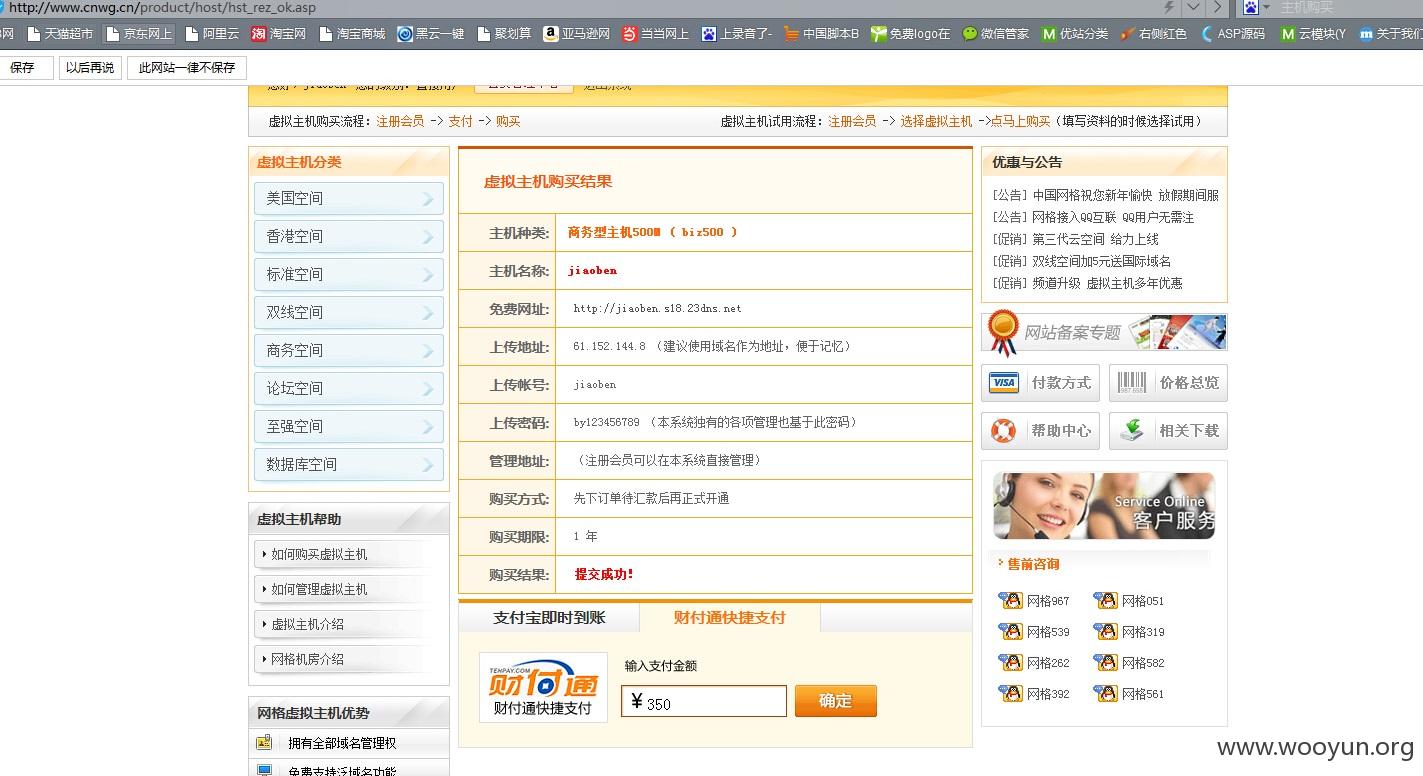 http://www.cnwg.cn/product/host/hst_rez_ok.asp
主机购买
网 天猫超市 京东网上 阿里云 淘宝网 淘宝商城 黑云一键 聚划算 亚马逊网 当当网上 上录音了- 中国脚本B 免费logo在 微信管家 优站分类 右侧红色 ASP源码 云模块(Y 关于我们
保存 以后再说 此网站一律不保存
虚拟主机购买流程：注册会员 -> 支付 -> 购买
虚拟主机试用流程：注册会员 -> 选择虚拟主机 ->点马上购买（填写资料的时候选择试用）
虚拟主机分类
美国空间
香港空间
标准空间
双线空间
商务空间
论坛空间
至强空间
数据库空间
虚拟主机帮助
如何购买虚拟主机
如何管理虚拟主机
虚拟主机介绍
网格机房介绍
网格虚拟主机优势
拥有全部域名管理权
免费支持泛域名功能
虚拟主机购买结果
主机种类: 商务型主机500M ( biz500 )
主机名称: jiaoben
免费网址: http://jiaoben.s18.23dns.net
上传地址: 61.152.144.8 （建议使用域名作为地址，便于记忆）
上传帐号: jiaoben
上传密码: by123456789 （本系统独有的各项管理也基于此密码）
管理地址: （注册会员可以在本系统直接管理）
购买方式: 先下订单待汇款后再正式开通
购买期限: 1 年
购买结果: 提交成功!
支付宝即时到账 财付通快捷支付
TENPAY.COM
财付通
财付通快捷支付
输入支付金额
¥ 350
确定
优惠与公告
[公告] 中国网格祝您新年愉快 放假期间服
[公告] 网格接入QQ互联 QQ用户无需注
[促销] 第三代云空间 给力上线
[促销] 双线空间加5元送国际域名
[促销] 频道升级 虚拟主机多年优惠
网站备案专题
VISA 付款方式
价格总览
帮助中心
相关下载
Service Online
客户服务
售前咨询
网格967 网格051
网格539 网格319
网格262 网格582
网格392 网格561
www.wooyun.org